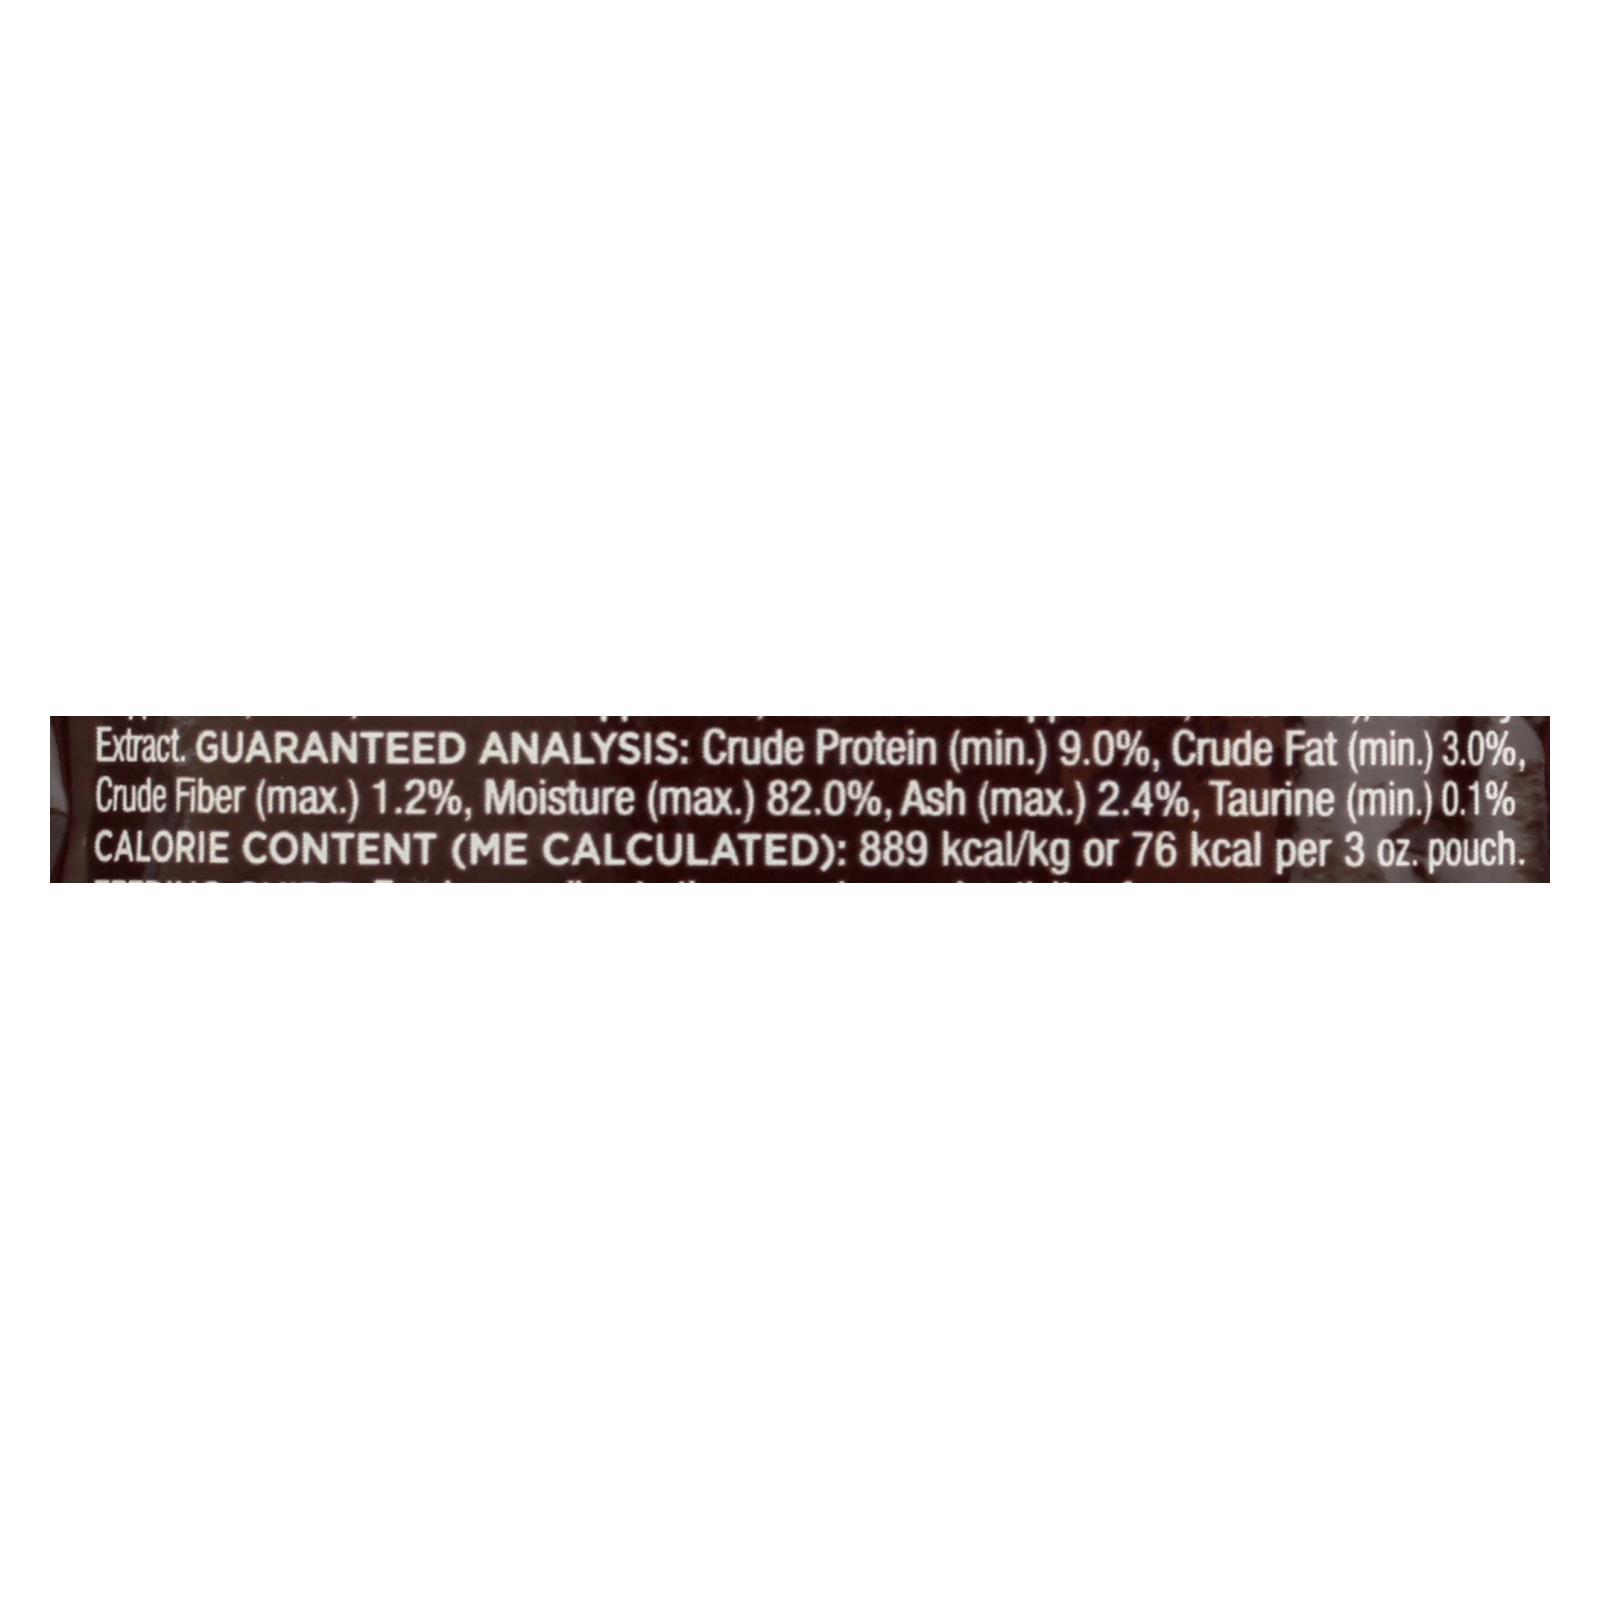 Extract. GUARANTEED ANALYSIS: Crude Protein (min.) 9.0%, Crude Fat (min.) 3.0%,
Crude Fiber (max.) 1.2%, Moisture (max.) 82.0%, Ash (max.) 2.4%, Taurine (min.) 0.1%
CALORIE CONTENT (ME CALCULATED): 889 kcal/kg or 76 kcal per 3 oz. pouch.